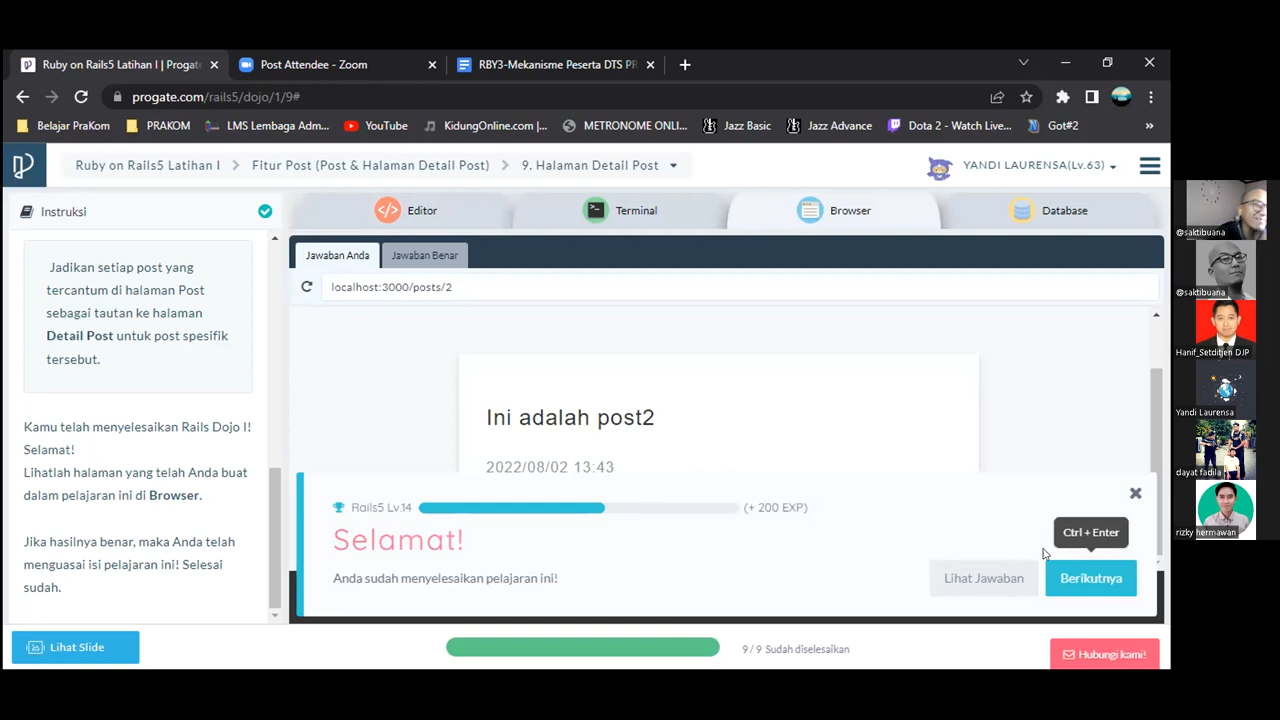 Ruby on Rails5 Latihan I | Progate
Post Attendee - Zoom
RBY3-Mekanisme Peserta DTS PR
progate.com/rails5/dojo/1/9#
Belajar PraKom
PRAKOM
LMS Lembaga Adm...
YouTube
KidungOnline.com |...
METRONOME ONLI...
Jazz Basic
Jazz Advance
Dota 2 - Watch Live...
Got#2
»
Ruby on Rails5 Latihan I
Fitur Post (Post & Halaman Detail Post)
9. Halaman Detail Post
YANDI LAURENSA(Lv.63)
Instruksi
Editor
Terminal
Browser
Database
Jawaban Anda
Jawaban Benar
localhost:3000/posts/2
Jadikan setiap post yang
tercantum di halaman Post
sebagai tautan ke halaman
Detail Post untuk post spesifik
tersebut.
Kamu telah menyelesaikan Rails Dojo I!
Selamat!
Lihatlah halaman yang telah Anda buat
dalam pelajaran ini di Browser.
Jika hasilnya benar, maka Anda telah
menguasai isi pelajaran ini! Selesai
sudah.
Ini adalah post2
2022/08/02 13:43
Rails5 Lv.14
(+ 200 EXP)
Selamat!
Anda sudah menyelesaikan pelajaran ini!
Ctrl + Enter
Lihat Jawaban
Berikutnya
Lihat Slide
9 / 9 Sudah diselesaikan
Hubungi kami!
@saktibuana
@saktibuana
Hanif_Setditjen DJP
Yandi Laurensa
dayat fadila
rizky hermawan